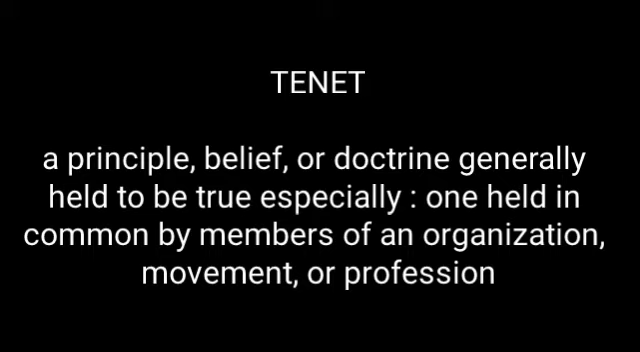 TENET
a principle, belief, or doctrine generally
held to be true especially : one held in
common by members of an organization,
movement, or profession